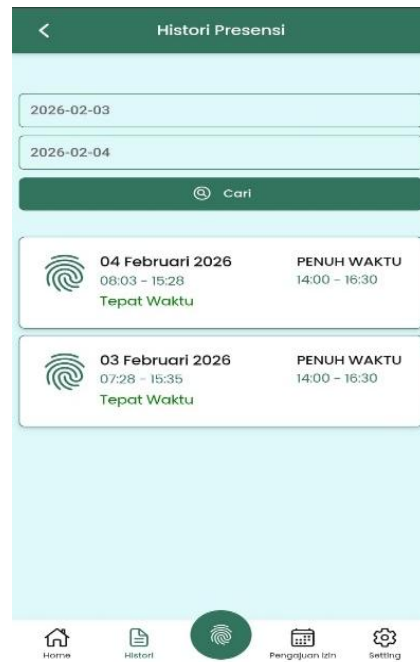 Histori Presensi
2026-02-03
2026-02-04
Cari
04 Februari 2026 PENUH WAKTU
08:03 - 15:28 14:00 - 16:30
Tepat Waktu
03 Februari 2026 PENUH WAKTU
07:28 - 15:35 14:00 - 16:30
Tepat Waktu
Home Histori Pengajuan Izin Setting